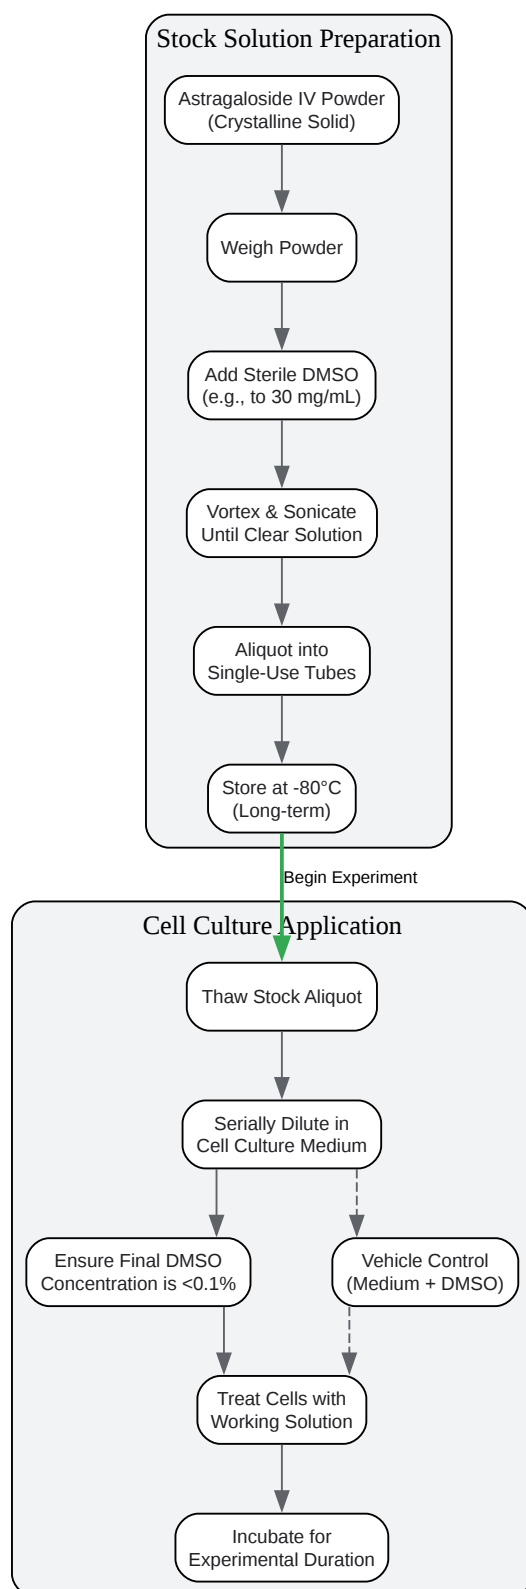 Stock Solution Preparation
Astragaloside IV Powder
(Crystalline Solid)
Weigh Powder
Add Sterile DMSO
(e.g., to 30 mg/mL)
Vortex & Sonicate
Until Clear Solution
Aliquot into
Single-Use Tubes
Store at -80°C
(Long-term)
Begin Experiment
Cell Culture Application
Thaw Stock Aliquot
Serially Dilute in
Cell Culture Medium
Ensure Final DMSO
Concentration is <0.1%
Vehicle Control
(Medium + DMSO)
Treat Cells with
Working Solution
Incubate for
Experimental Duration